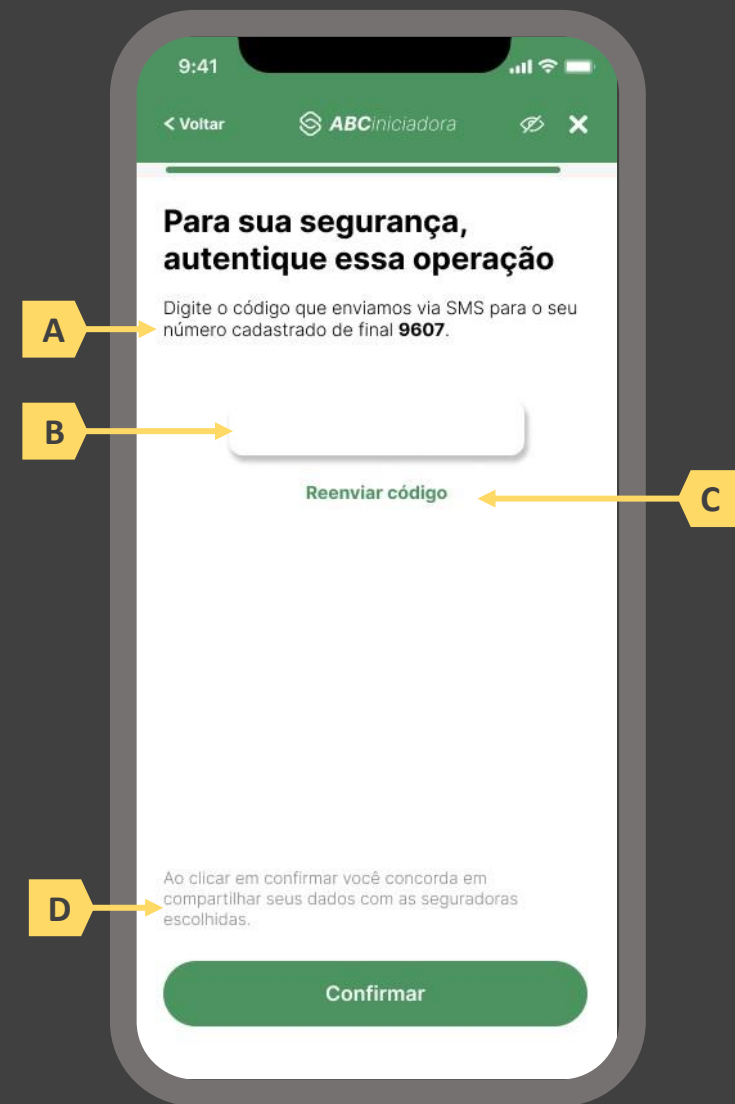 9:41
< Voltar
ABCiniciadora
Para sua segurança,
autentique essa operação
Digite o código que enviamos via SMS para o seu
número cadastrado de final 9607.
A
B
Reenviar código
C
Ao clicar em confirmar você concorda em
compartilhar seus dados com as seguradoras
escolhidas.
D
Confirmar